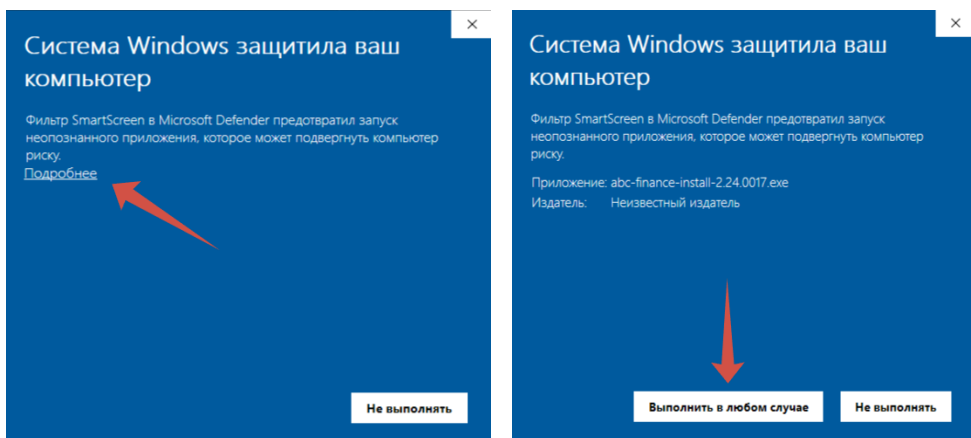 Система Windows защитила ваш
компьютер
Фильтр SmartScreen в Microsoft Defender предотвратил запуск
неопознанного приложения, которое может подвергнуть компьютер
риску.
Подробнее
Не выполнять
Система Windows защитила ваш
компьютер
Фильтр SmartScreen в Microsoft Defender предотвратил запуск
неопознанного приложения, которое может подвергнуть компьютер
риску.
Приложение: abc-finance-install-2.24.0017.exe
Издатель: Неизвестный издатель
Выполнить в любом случае
Не выполнять